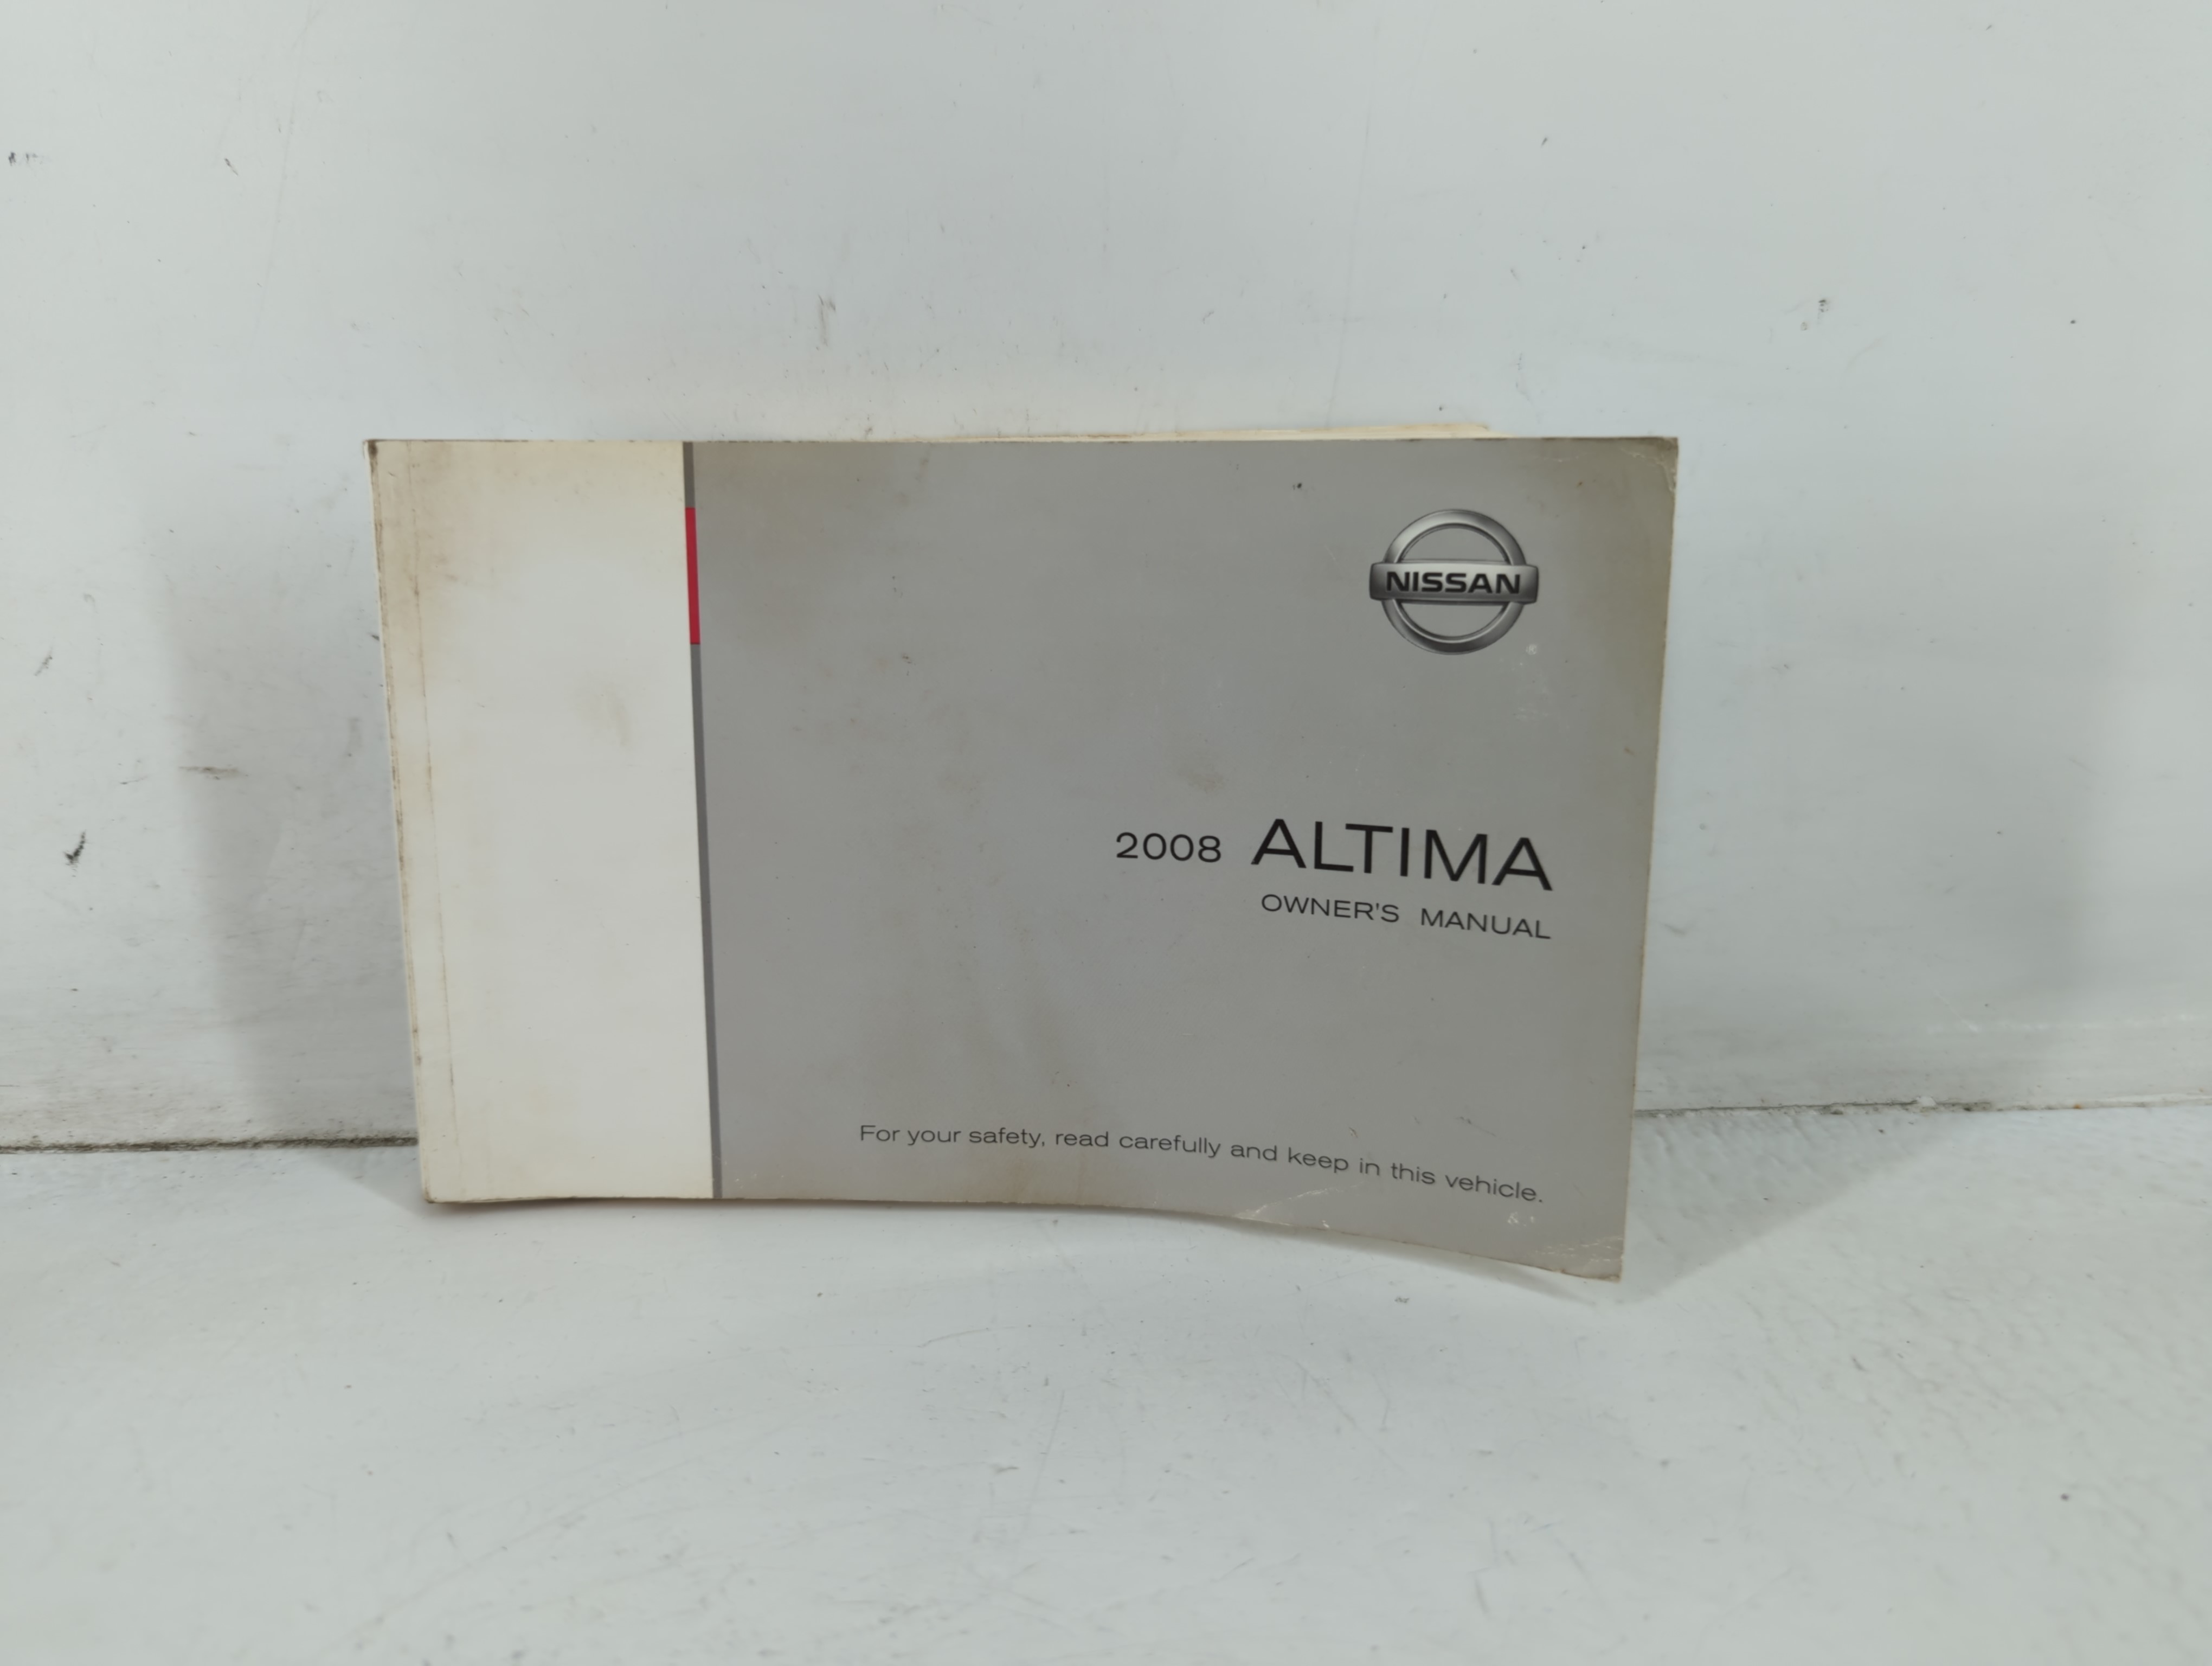 NISSAN
2008 ALTIMA
OWNER'S MANUAL
For your safety, read carefully and keep in this vehicle.